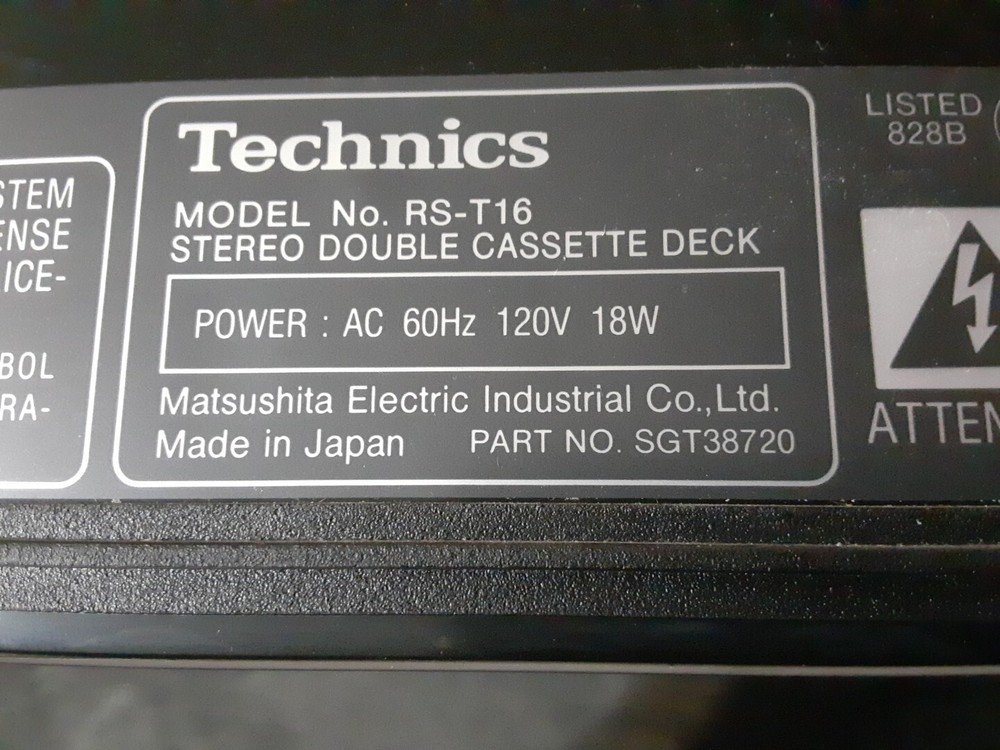 STEM
ENSE
ICE-
BOL
RA-
Technics
MODEL No. RS-T16
STEREO DOUBLE CASSETTE DECK
POWER : AC 60Hz 120V 18W
Matsushita Electric Industrial Co.,Ltd.
Made in Japan PART NO. SGT38720
LISTED
828B
ATTEN